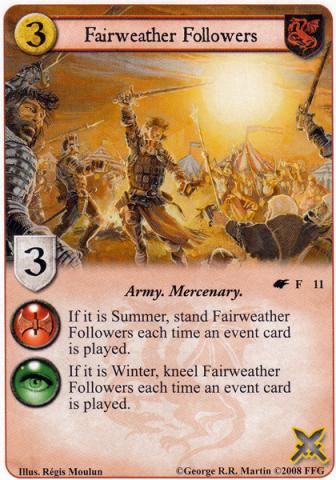 3
Fairweather Followers
3
Army. Mercenary.
F 11
If it is Summer, stand Fairweather
Followers each time an event card
is played.
If it is Winter, kneel Fairweather
Followers each time an event card
is played.
Illus. Régis Moulun
©George R.R. Martin ©2008 FFG